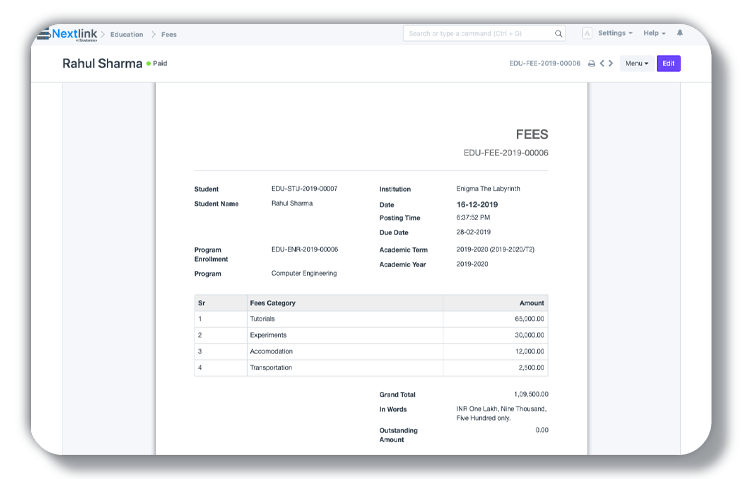 Nextlink > Education > Fees Search or type a command (Ctrl + G) A Settings Help
Rahul Sharma Paid EDU-FEE-2019-00006 < > Menu Edit
FEES
EDU-FEE-2019-00006
Student EDU-STU-2019-00007 Institution Enigma The Labyrinth
Student Name Rahul Sharma Date 16-12-2019
Posting Time 6:37:52 PM
Due Date 28-02-2019
Program Enrollment EDU-ENR-2019-00006 Academic Term 2019-2020 (2019-2020/T2)
Academic Year 2019-2020
Program Computer Engineering
Sr Fees Category Amount
1 Tutorials 65,000.00
2 Experiments 30,000.00
3 Accomodation 12,000.00
4 Transportation 2,500.00
Grand Total 1,09,500.00
In Words INR One Lakh, Nine Thousand,
Five Hundred only.
Outstanding Amount 0.00